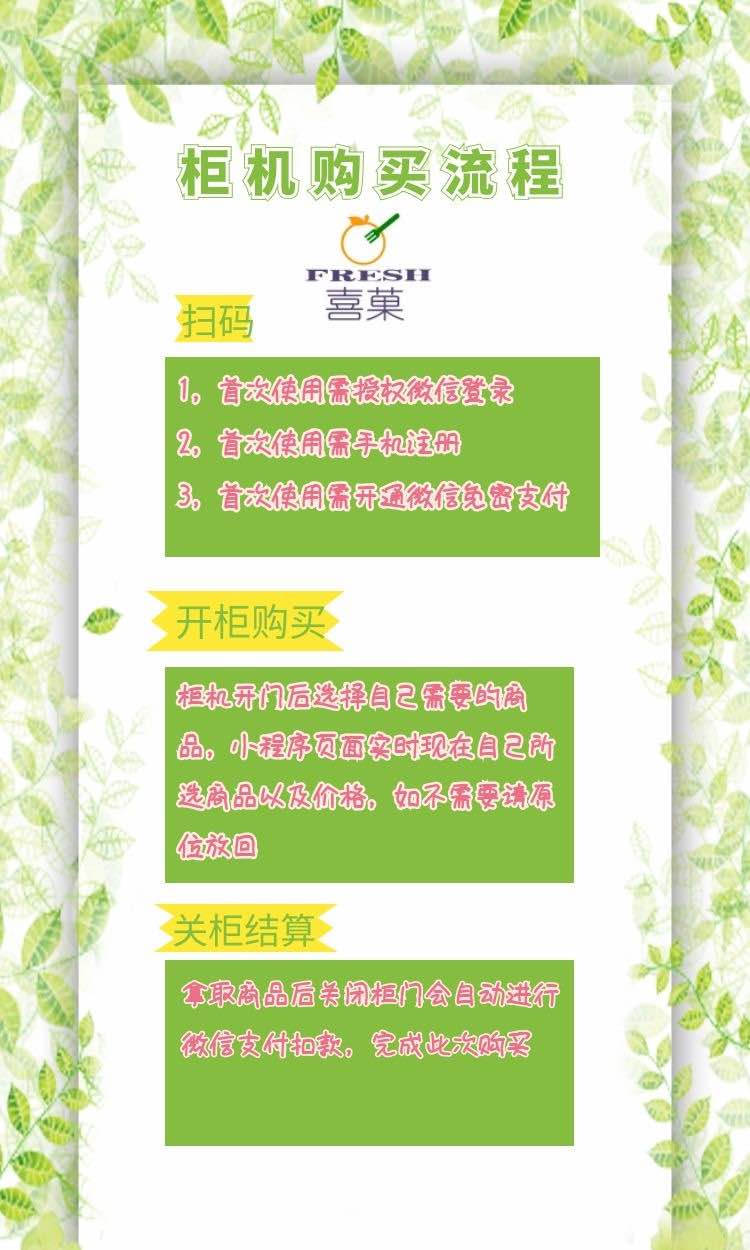 柜机购买流程
FRESH
喜菓
扫码
1，首次使用需授权微信登录
2，首次使用需手机注册
3，首次使用需开通微信免密支付
开柜购买
柜机开门后选择自己需要的商
品，小程序页面实时现在自己所
选商品以及价格，如不需要请原
位放回
关柜结算
拿取商品后关闭柜门会自动进行
微信支付扣款，完成此次购买